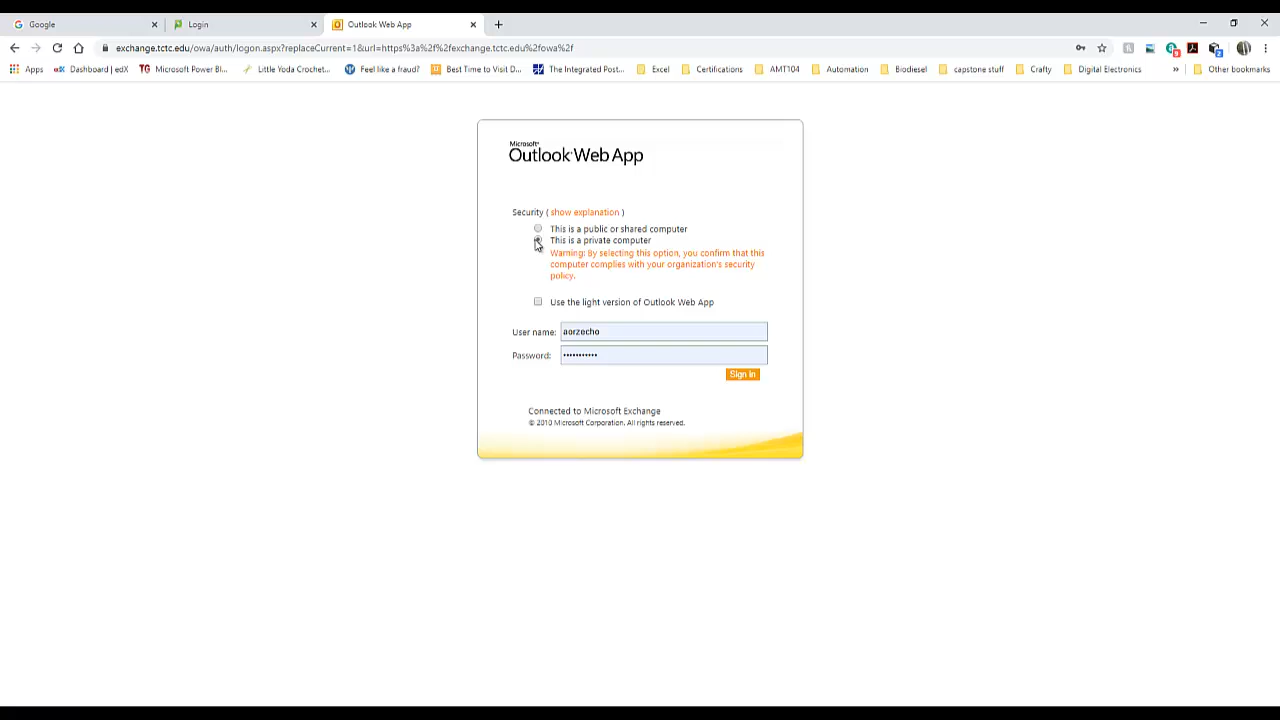 Google
Login
Outlook Web App
exchange.tctc.edu/owa/auth/logon.aspx?replaceCurrent=1&url=https%3a%2f%2fexchange.tctc.edu%2fowa%2f
Apps
edX
Dashboard | edX
TG
Microsoft Power BI...
Little Yoda Crochet...
Feel like a fraud?
Best Time to Visit D...
The Integrated Post...
Excel
Certifications
AMT104
Automation
Biodiesel
capstone stuff
Crafty
Digital Electronics
»
Other bookmarks
Microsoft®
Outlook Web App
Security ( show explanation )
This is a public or shared computer
This is a private computer
Warning: By selecting this option, you confirm that this
computer complies with your organization's security
policy.
Use the light version of Outlook Web App
User name: aorzecho
Password: •••••••••••
Sign in
Connected to Microsoft Exchange
© 2010 Microsoft Corporation. All rights reserved.